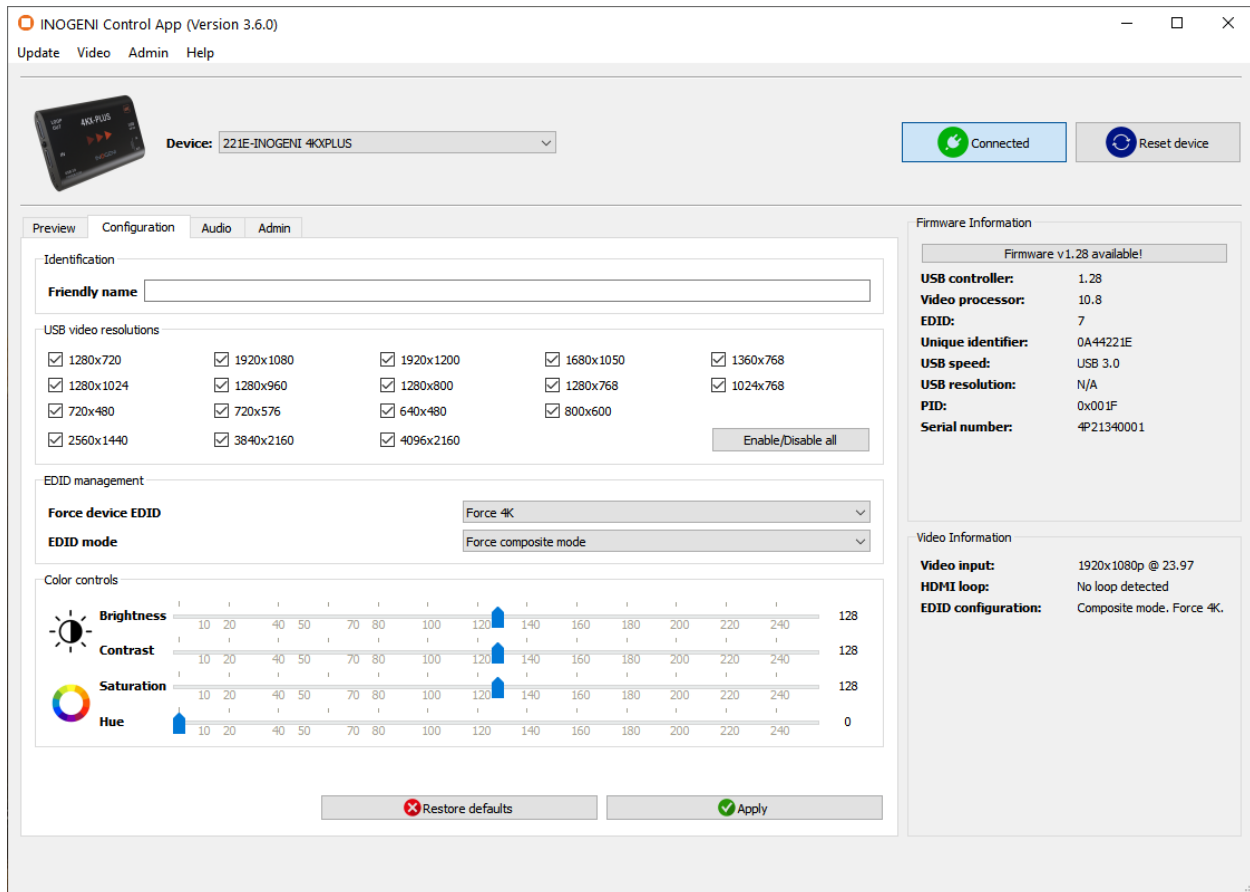 INOGENI Control App (Version 3.6.0)
Update Video Admin Help
4KX-PLUS
Device: 221E-INOGENI 4KXPLUS
Connected
Reset device
Preview Configuration Audio Admin
Identification
Friendly name
USB video resolutions
1280x720 1920x1080 1920x1200 1680x1050 1360x768
1280x1024 1280x960 1280x800 1280x768 1024x768
720x480 720x576 640x480 800x600
2560x1440 3840x2160 4096x2160 Enable/Disable all
EDID management
Force device EDID Force 4K
EDID mode Force composite mode
Color controls
Brightness 128
10 20 40 50 70 80 100 120 140 160 180 200 220 240
Contrast 128
10 20 40 50 70 80 100 120 140 160 180 200 220 240
Saturation 128
10 20 40 50 70 80 100 120 140 160 180 200 220 240
Hue 0
10 20 40 50 70 80 100 120 140 160 180 200 220 240
Restore defaults Apply
Firmware Information
Firmware v1.28 available!
USB controller: 1.28
Video processor: 10.8
EDID: 7
Unique identifier: 0A44221E
USB speed: USB 3.0
USB resolution: N/A
PID: 0x001F
Serial number: 4P21340001
Video Information
Video input: 1920x1080p @ 23.97
HDMI loop: No loop detected
EDID configuration: Composite mode. Force 4K.